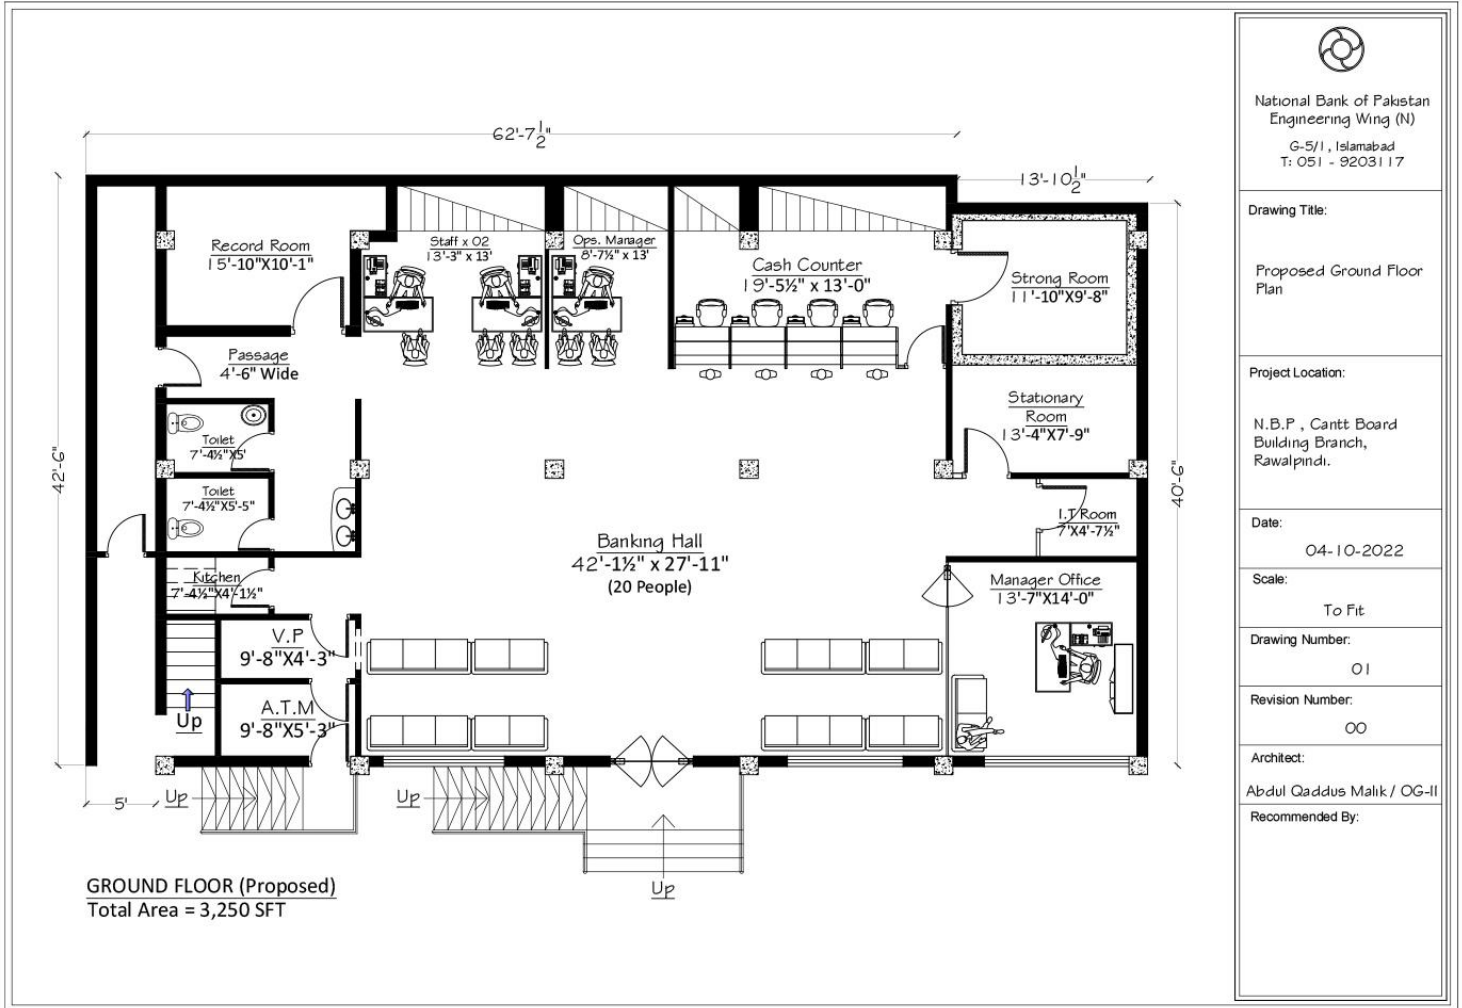 62'-7½"
13'-10½"
42'-6"
40'-6"
5'
Record Room
15'-10"X10'-1"
Staff x 02
13'-3" x 13'
Ops. Manager
8'-7½" x 13'
Cash Counter
19'-5½" x 13'-0"
Strong Room
11'-10"X9'-8"
Passage
4'-6" Wide
Stationary
Room
13'-4"X7'-9"
Toilet
7'-4½"X5'
Toilet
7'-4½"X5'-5"
I.T Room
7'X4'-7½"
Banking Hall
42'-1½" x 27'-11"
(20 People)
Kitchen
7'-4½"X4'-1½"
Manager Office
13'-7"X14'-0"
V.P
9'-8"X4'-3"
A.T.M
9'-8"X5'-3"
Up
Up
Up
Up
GROUND FLOOR (Proposed)
Total Area = 3,250 SFT
National Bank of Pakistan
Engineering Wing (N)
G-5/1, Islamabad
T: 051 - 9203117
Drawing Title:
Proposed Ground Floor
Plan
Project Location:
N.B.P , Cantt Board
Building Branch,
Rawalpindi.
Date:
04-10-2022
Scale:
To Fit
Drawing Number:
01
Revision Number:
00
Architect:
Abdul Qaddus Malik / OG-II
Recommended By: